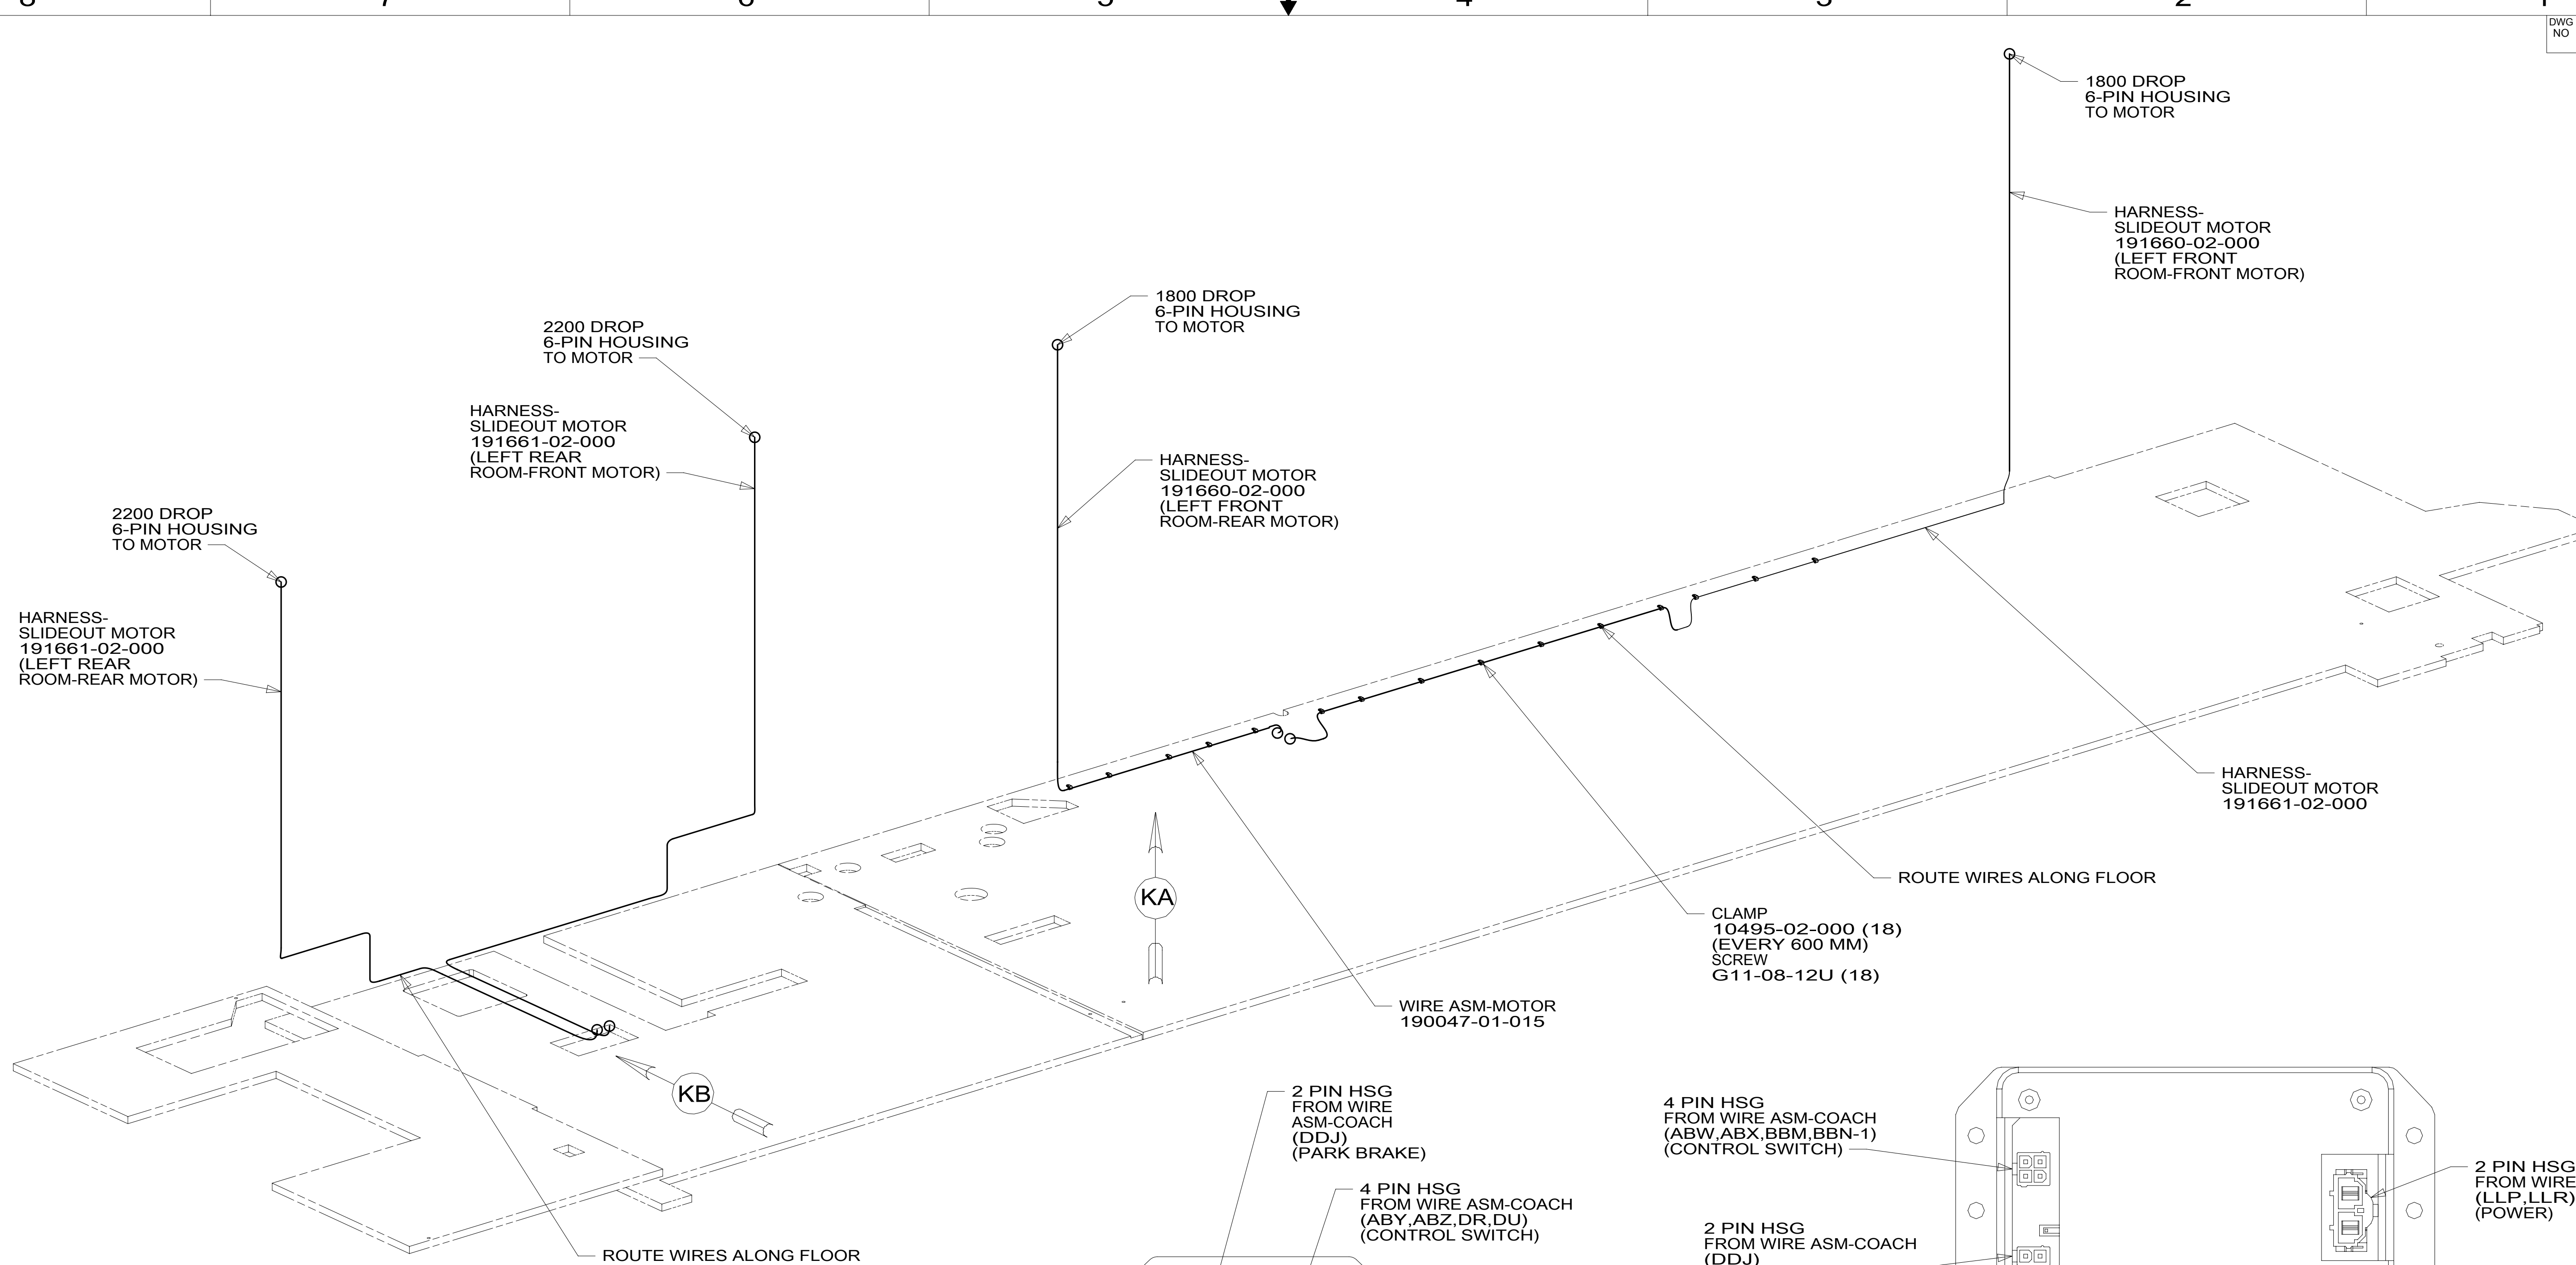 8 7 6 5 4 3 2 1
DWG
NO
1800 DROP
6-PIN HOUSING
TO MOTOR
HARNESS-
SLIDEOUT MOTOR
191660-02-000
(LEFT FRONT
ROOM-FRONT MOTOR)
1800 DROP
6-PIN HOUSING
TO MOTOR
2200 DROP
6-PIN HOUSING
TO MOTOR
HARNESS-
SLIDEOUT MOTOR
191661-02-000
(LEFT REAR
ROOM-FRONT MOTOR)
HARNESS-
SLIDEOUT MOTOR
191660-02-000
(LEFT FRONT
ROOM-REAR MOTOR)
2200 DROP
6-PIN HOUSING
TO MOTOR
HARNESS-
SLIDEOUT MOTOR
191661-02-000
(LEFT REAR
ROOM-REAR MOTOR)
HARNESS-
SLIDEOUT MOTOR
191661-02-000
ROUTE WIRES ALONG FLOOR
KA
CLAMP
10495-02-000 (18)
(EVERY 600 MM)
SCREW
G11-08-12U (18)
WIRE ASM-MOTOR
190047-01-015
KB
2 PIN HSG
FROM WIRE
ASM-COACH
(DDJ)
(PARK BRAKE)
4 PIN HSG
FROM WIRE ASM-COACH
(ABW,ABX,BBM,BBN-1)
(CONTROL SWITCH)
2 PIN HSG
FROM WIRE
(LLP,LLR)
(POWER)
4 PIN HSG
FROM WIRE ASM-COACH
(ABY,ABZ,DR,DU)
(CONTROL SWITCH)
2 PIN HSG
FROM WIRE ASM-COACH
(DDJ)
ROUTE WIRES ALONG FLOOR